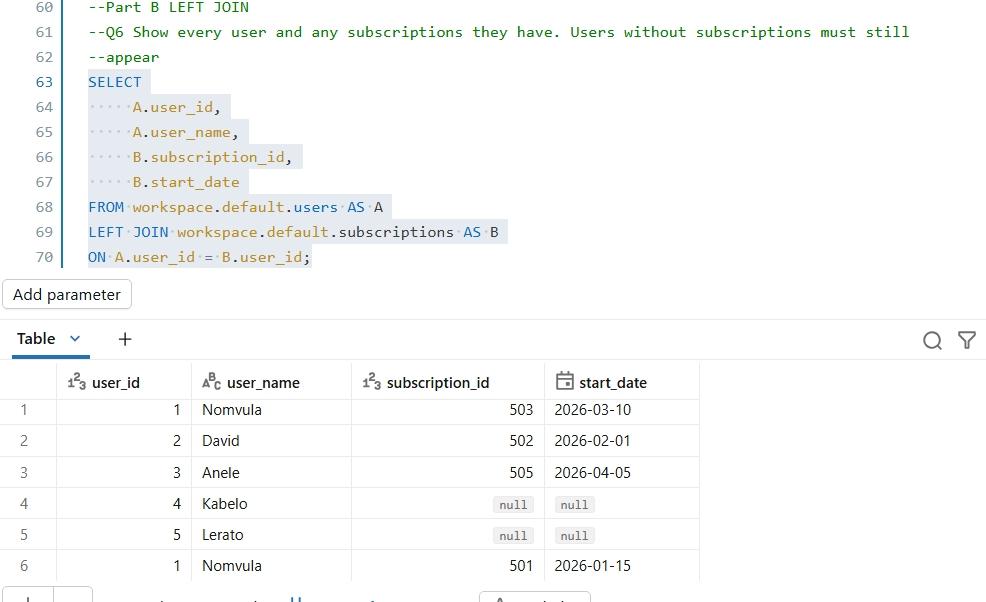 60 --Part B LEFT JOIN
61 --Q6 Show every user and any subscriptions they have. Users without subscriptions must still
62 --appear
63 SELECT
64 A.user_id,
65 A.user_name,
66 B.subscription_id,
67 B.start_date
68 FROM workspace.default.users AS A
69 LEFT JOIN workspace.default.subscriptions AS B
70 ON A.user_id = B.user_id;
Add parameter
Table +
123 user_id ABC user_name 123 subscription_id start_date
1 1 Nomvula 503 2026-03-10
2 2 David 502 2026-02-01
3 3 Anele 505 2026-04-05
4 4 Kabelo null null
5 5 Lerato null null
6 1 Nomvula 501 2026-01-15